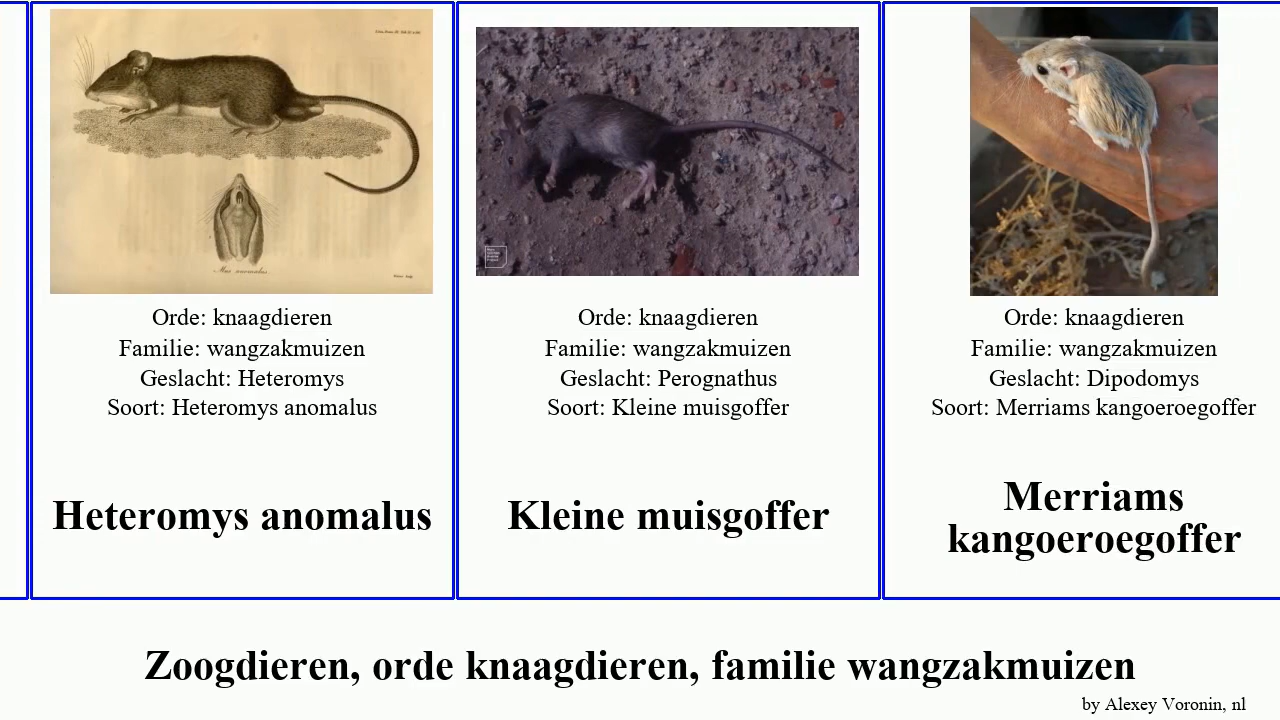 Mus anomalus.
Orde: knaagdieren
Familie: wangzakmuizen
Geslacht: Heteromys
Soort: Heteromys anomalus
Heteromys anomalus
Orde: knaagdieren
Familie: wangzakmuizen
Geslacht: Perognathus
Soort: Kleine muisgoffer
Kleine muisgoffer
Orde: knaagdieren
Familie: wangzakmuizen
Geslacht: Dipodomys
Soort: Merriams kangoeroegoffer
Merriams
kangoeroegoffer
Zoogdieren, orde knaagdieren, familie wangzakmuizen
by Alexey Voronin, nl